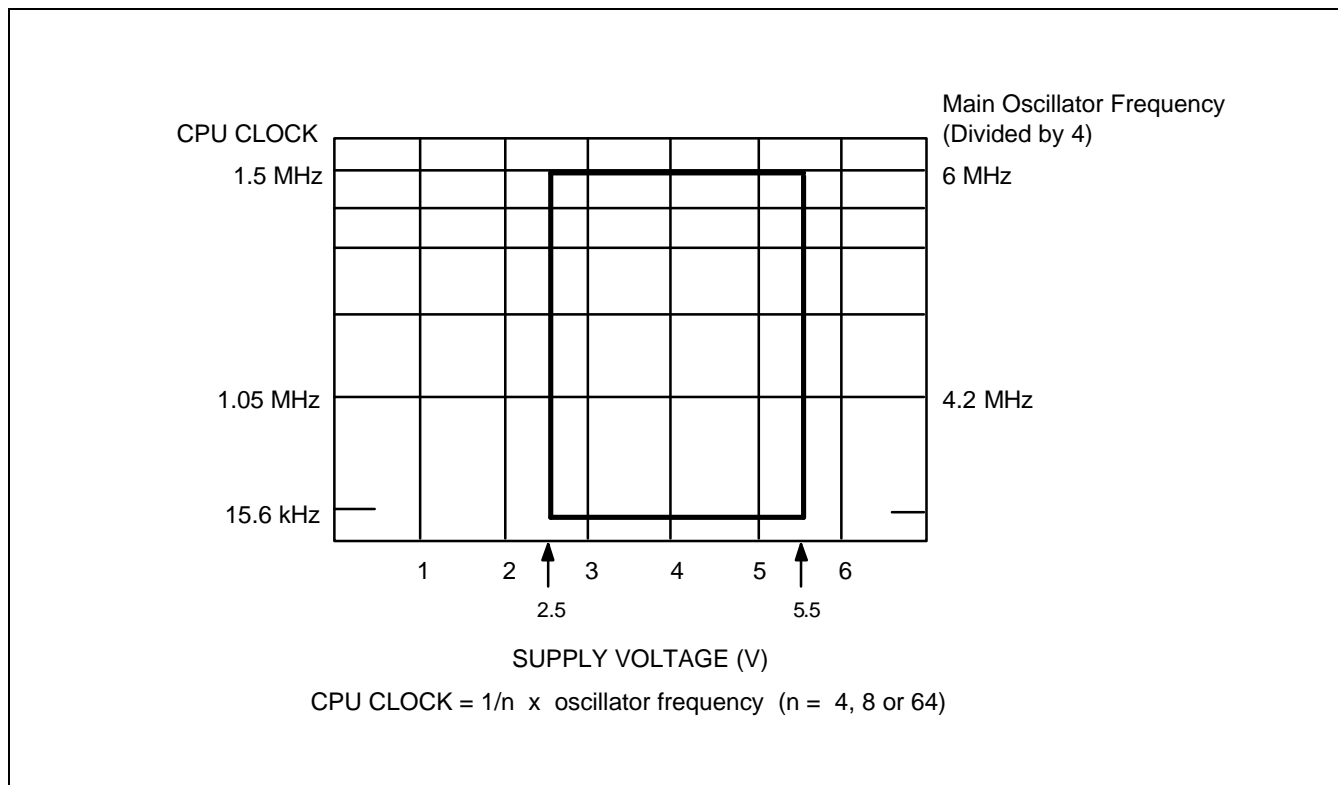 Main Oscillator Frequency
CPU CLOCK (Divided by 4)
1.5 MHz 6 MHz
1.05 MHz 4.2 MHz
15.6 kHz
1 2 3 4 5 6
2.5 5.5
SUPPLY VOLTAGE (V)
CPU CLOCK = 1/n x oscillator frequency (n = 4, 8 or 64)